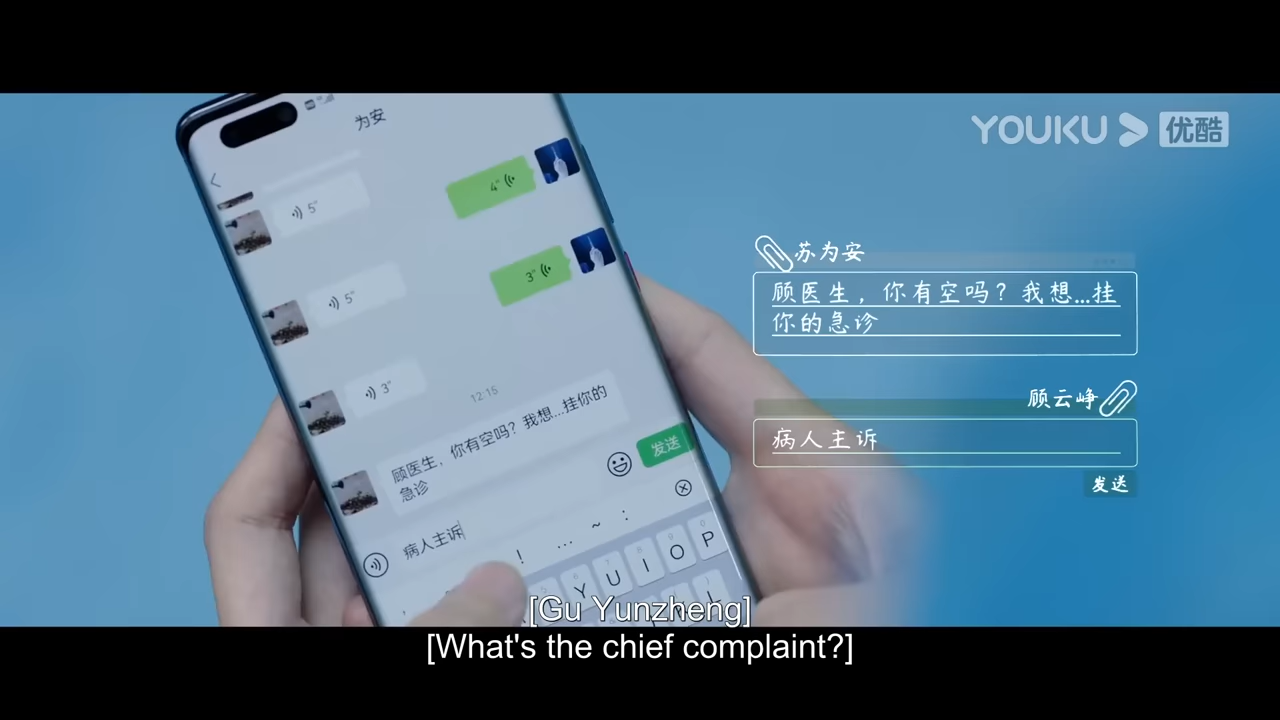 YOUKU 优酷
为安
4"
5"
3"
5"
3"
12:15
顾医生，你有空吗？我想...挂你的
急诊
发送
病人主诉
! ... ~ :
Y U I O P
L
苏为安
顾医生，你有空吗？我想...挂
你的急诊
顾云峥
病人主诉
发送
[Gu Yunzheng]
[What's the chief complaint?]